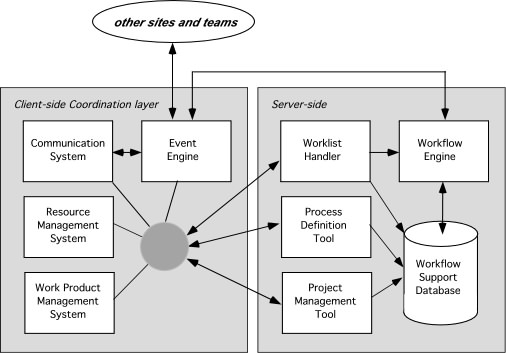 other sites and teams
Client-side Coordination layer
Communication
System
Event
Engine
Resource
Management
System
Work Product
Management
System
Server-side
Worklist
Handler
Workflow
Engine
Process
Definition
Tool
Project
Management
Tool
Workflow
Support
Database